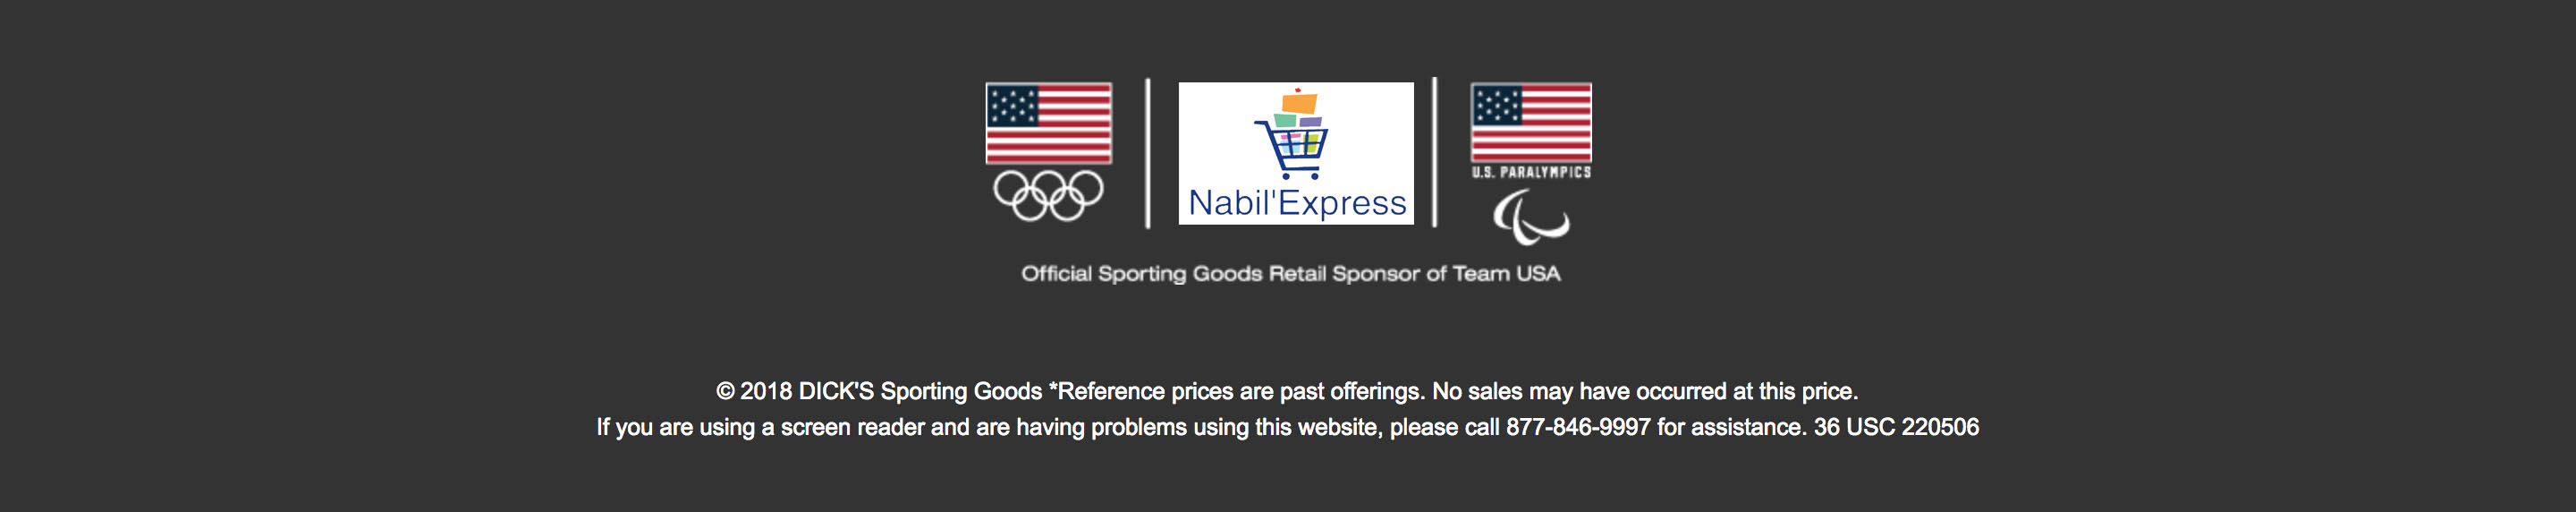 Nabil'Express
U.S. PARALYMPICS
Official Sporting Goods Retail Sponsor of Team USA
© 2018 DICK'S Sporting Goods *Reference prices are past offerings. No sales may have occurred at this price.
If you are using a screen reader and are having problems using this website, please call 877-846-9997 for assistance. 36 USC 220506